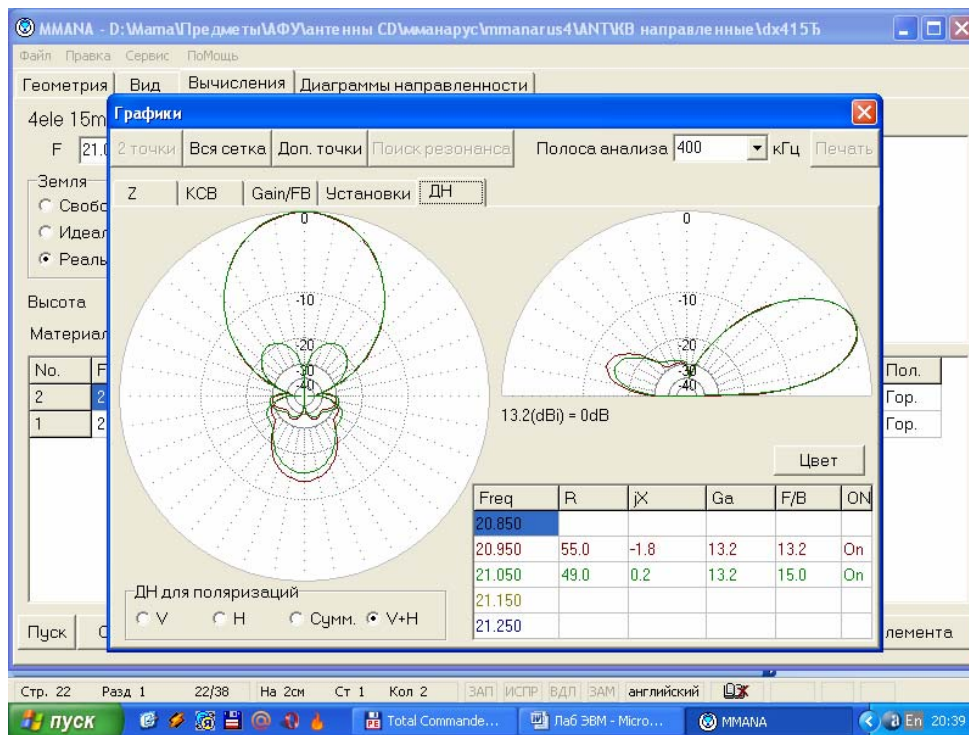 MMANA - D:\Mama\Предметы\АФУ\антенны CD\мманарус\mmanarus4\ANT\КВ направленные\dx415Ъ
Файл Правка Сервис ПоМощь
Геометрия Вид Вычисления Диаграммы направленности
4ele 15m
F 21.0
Земля
Свобо
Идеал
Реаль
Высота
Материал
No. F
2 2
1 2
Пуск С
Графики
2 точки Вся сетка Доп. точки Поиск резонанса Полоса анализа 400 кГц Печать
Z КСВ Gain/FB Установки ДН
0
-10
-20
-30
-40
0
-10
-20
-30
-40
13.2(dBi) = 0dB
Цвет
Freq R jX Ga F/B ON
20.850
20.950 55.0 -1.8 13.2 13.2 On
21.050 49.0 0.2 13.2 15.0 On
21.150
21.250
ДН для поляризаций
V H Сумм. V+H
Пол.
Гор.
Гор.
лемента
Стр. 22 Разд 1 22/38 На 2см Ст 1 Кол 2 ЗАП ИСПР ВДЛ ЗАМ английский
пуск Total Commande... Лаб ЭВМ - Micro... MMANA En 20:39